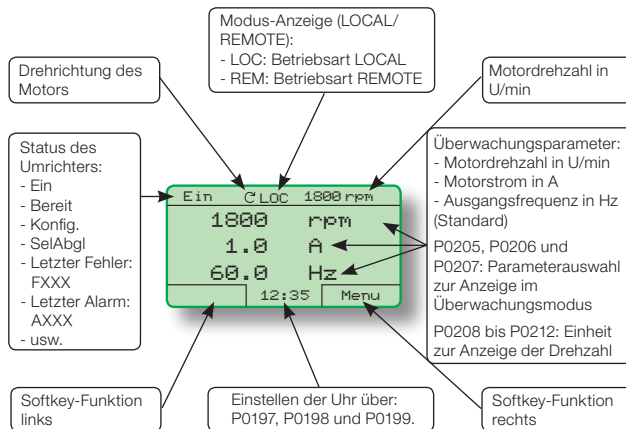 Modus-Anzeige (LOCAL/
REMOTE):
- LOC: Betriebsart LOCAL
- REM: Betriebsart REMOTE
Drehrichtung des
Motors
Motordrehzahl in
U/min
Status des
Umrichters:
- Ein
- Bereit
- Konfig.
- SelAbgl
- Letzter Fehler:
FXXX
- Letzter Alarm:
AXXX
- usw.
Ein LOC 1800 rpm
1800 rpm
1.0 A
60.0 Hz
12:35 Menu
Überwachungsparameter:
- Motordrehzahl in U/min
- Motorstrom in A
- Ausgangsfrequenz in Hz
(Standard)
P0205, P0206 und
P0207: Parameterauswahl
zur Anzeige im
Überwachungsmodus
P0208 bis P0212: Einheit
zur Anzeige der Drehzahl
Softkey-Funktion
links
Einstellen der Uhr über:
P0197, P0198 und P0199.
Softkey-Funktion
rechts